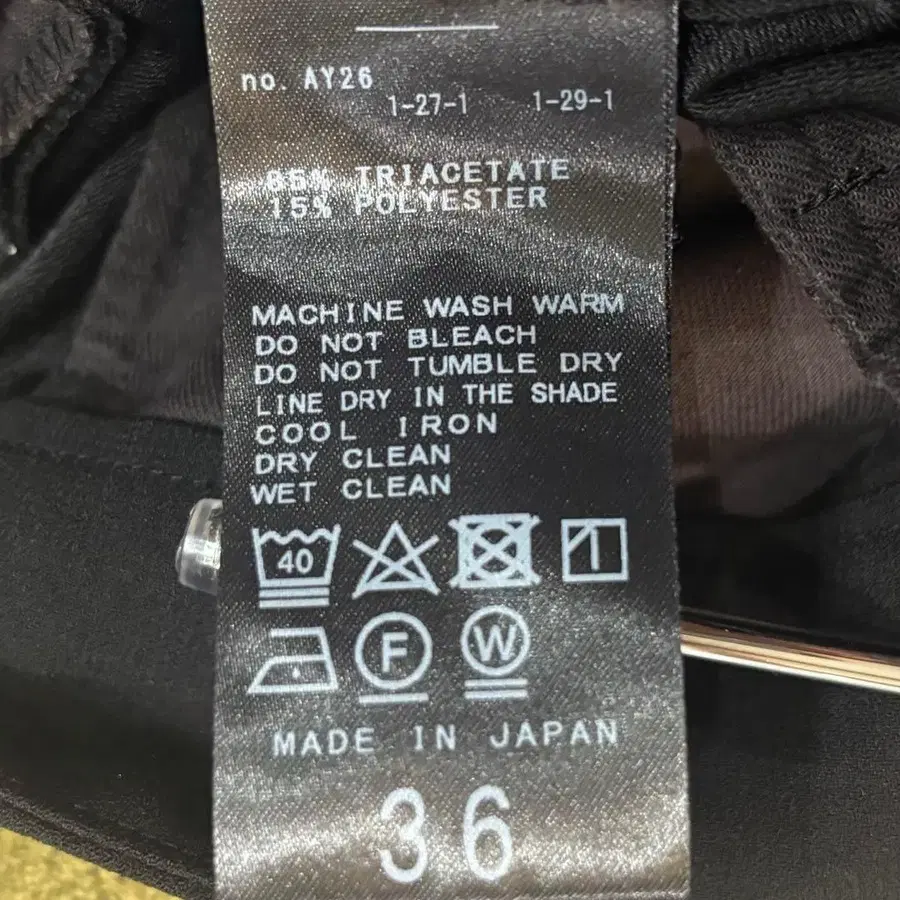 no. AY26
1-27-1 1-29-1
85% TRIACETATE
15% POLYESTER
MACHINE WASH WARM
DO NOT BLEACH
DO NOT TUMBLE DRY
LINE DRY IN THE SHADE
COOL IRON
DRY CLEAN
WET CLEAN
40
F W
MADE IN JAPAN
36